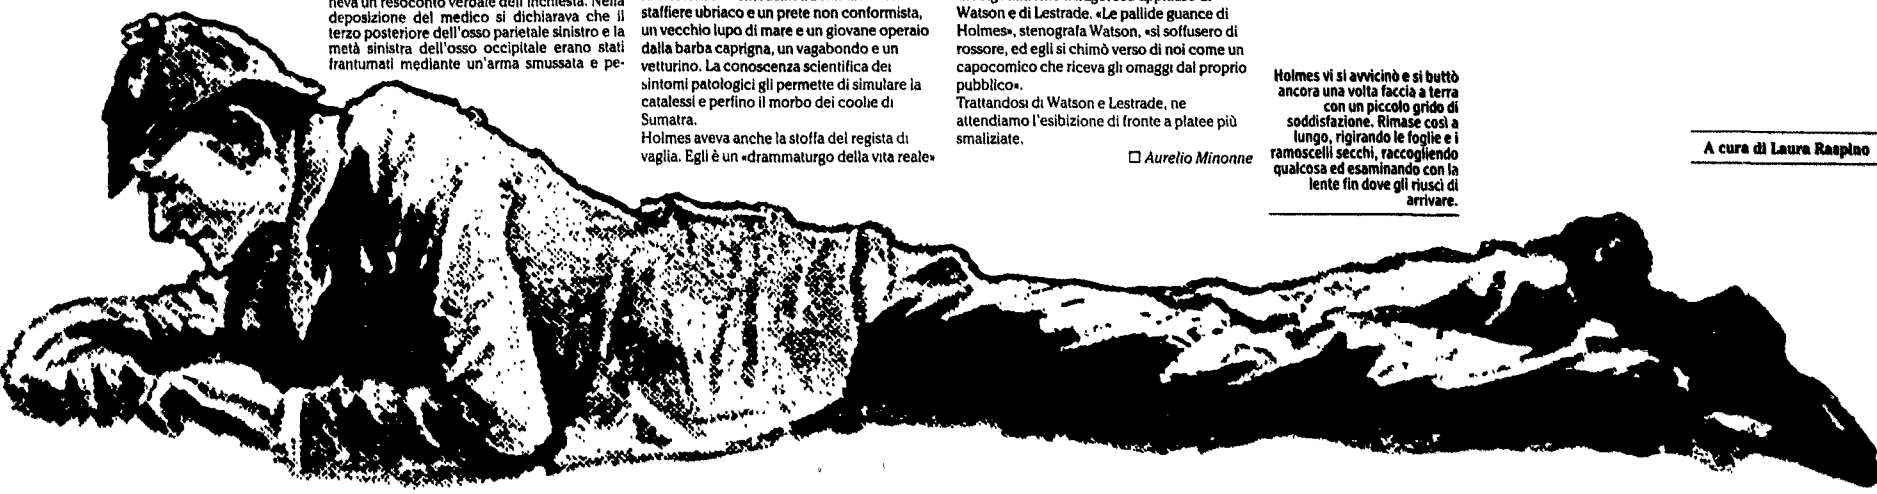 neva un resoconto verbale dell'inchiesta. Nella
deposizione del medico si dichiarava che il
terzo posteriore dell'osso parietale sinistro e la
metà sinistra dell'osso occipitale erano stati
frantumati mediante un'arma smussata e pe-
staffiere ubriaco e un prete non conformista,
un vecchio lupo di mare e un giovane operaio
dalla barba caprigna, un vagabondo e un
vetturino. La conoscenza scientifica dei
sintomi patologici gli permette di simulare la
catalessi e perfino il morbo dei coolie di
Sumatra.
Holmes aveva anche la stoffa del regista di
vaglia. Egli è un «drammaturgo della vita reale»
Watson e di Lestrade. «Le pallide guance di
Holmes», stenografa Watson, «si soffusero di
rossore, ed egli si chimò verso di noi come un
capocomico che riceva gli omaggi dal proprio
pubblico».
Trattandosi di Watson e Lestrade, ne
attendiamo l'esibizione di fronte a platee più
smaliziate.
□ Aurelio Minonne
Holmes vi si avvicinò e si buttò
ancora una volta faccia a terra
con un piccolo grido di
soddisfazione. Rimase così a
lungo, rigirando le foglie e i
ramoscelli secchi, raccogliendo
qualcosa ed esaminando con la
lente fin dove gli riuscì di
arrivare.
A cura di Laura Raspino